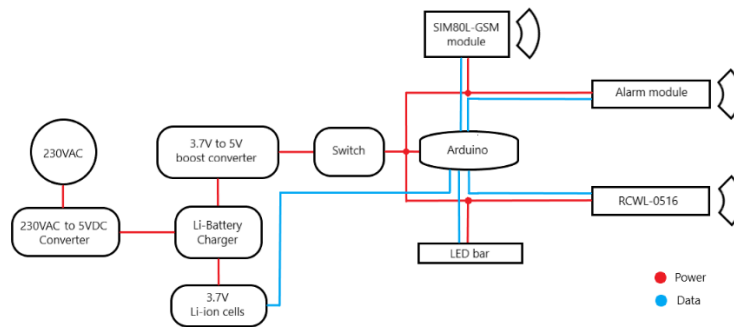 SIM80L-GSM
module
Alarm module
3.7V to 5V
boost converter
Switch
Arduino
230VAC
RCWL-0516
230VAC to 5VDC
Converter
Li-Battery
Charger
LED bar
3.7V
Li-ion cells
Power
Data